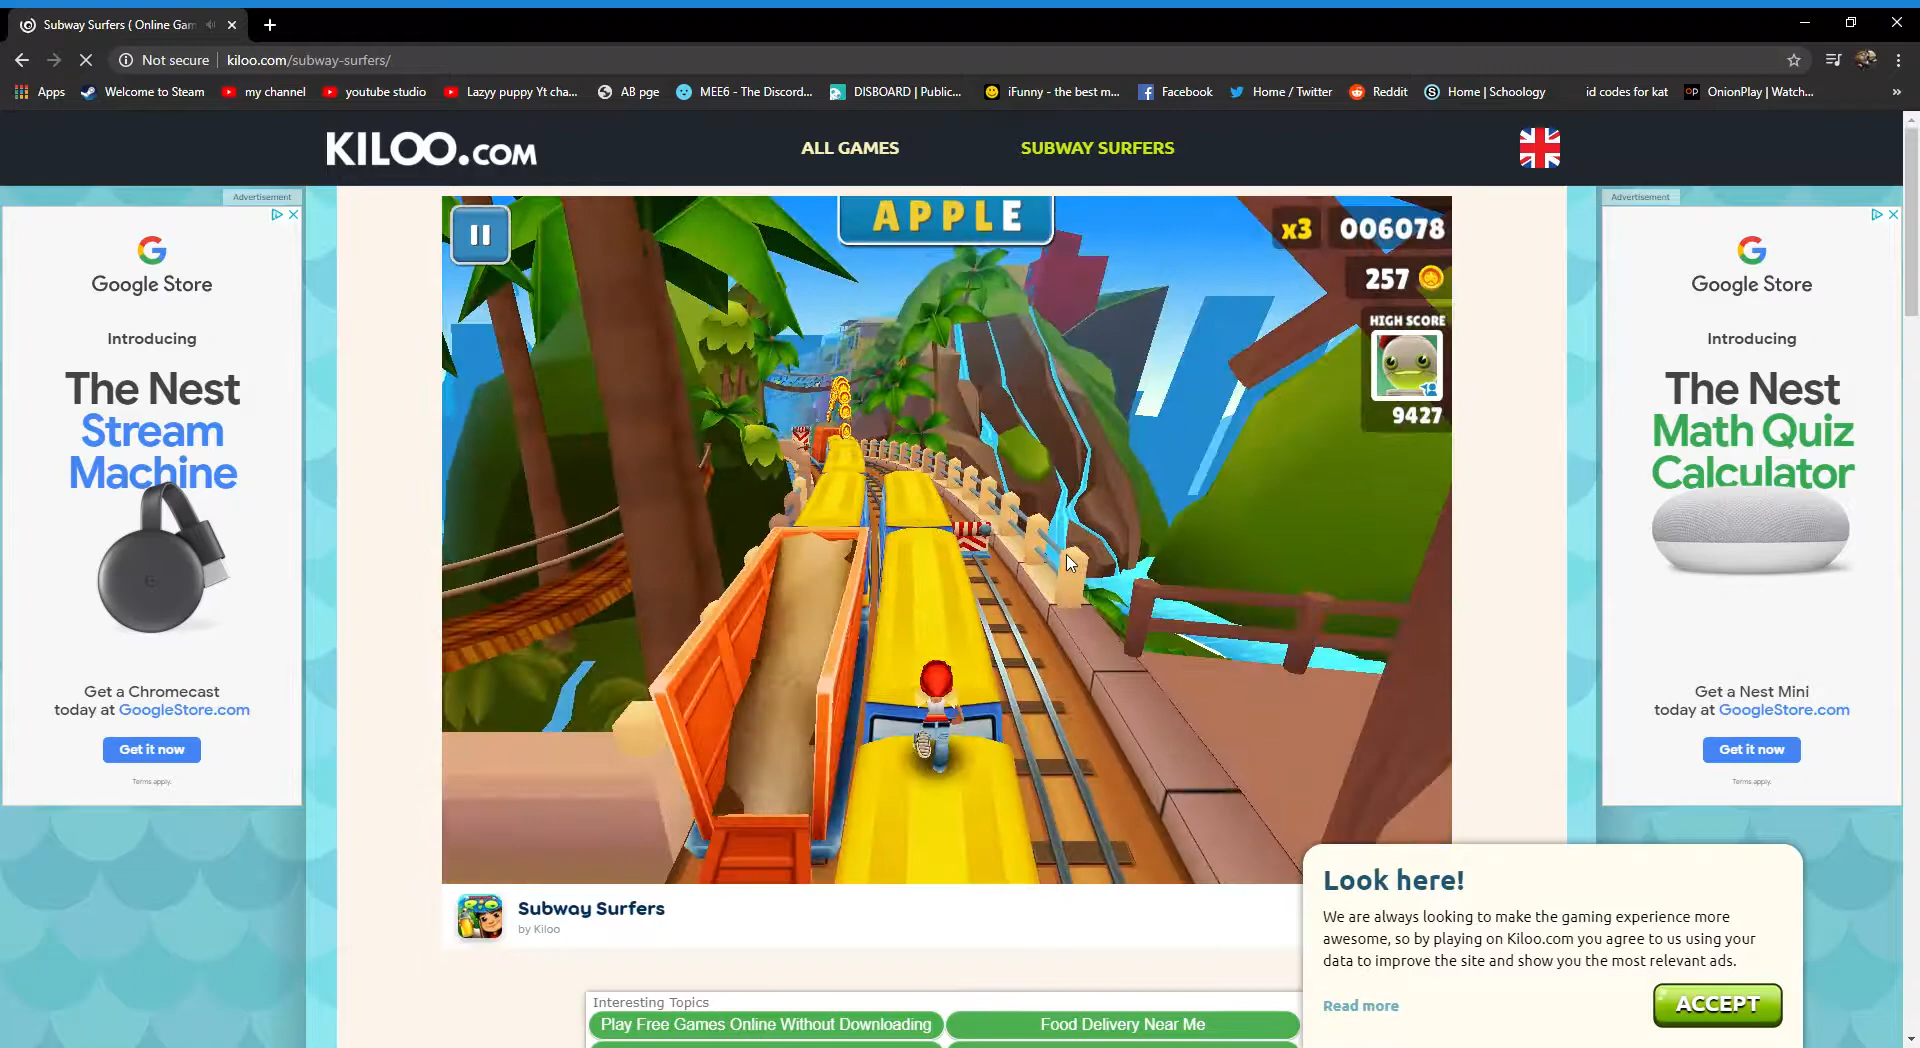 Subway Surfers ( Online Gam
Not secure
kiloo.com/subway-surfers/
Apps
Welcome to Steam
my channel
youtube studio
Lazyy puppy Yt cha...
AB pge
MEE6 - The Discord...
DISBOARD | Public...
iFunny - the best m...
Facebook
Home / Twitter
Reddit
Home | Schoology
id codes for kat
OP
OnionPlay | Watch...
»
KILOO.COM
ALL GAMES
SUBWAY SURFERS
Advertisement
Google Store
Introducing
The Nest
Stream
Machine
Get a Chromecast
today at GoogleStore.com
Get it now
Terms apply.
APPLE
x3
006078
257
HIGH SCORE
9427
Subway Surfers
by Kiloo
Advertisement
Google Store
Introducing
The Nest
Math Quiz
Calculator
Get a Nest Mini
today at GoogleStore.com
Get it now
Terms apply.
Look here!
We are always looking to make the gaming experience more
awesome, so by playing on Kiloo.com you agree to us using your
data to improve the site and show you the most relevant ads.
Read more
ACCEPT
Interesting Topics
Play Free Games Online Without Downloading
Food Delivery Near Me